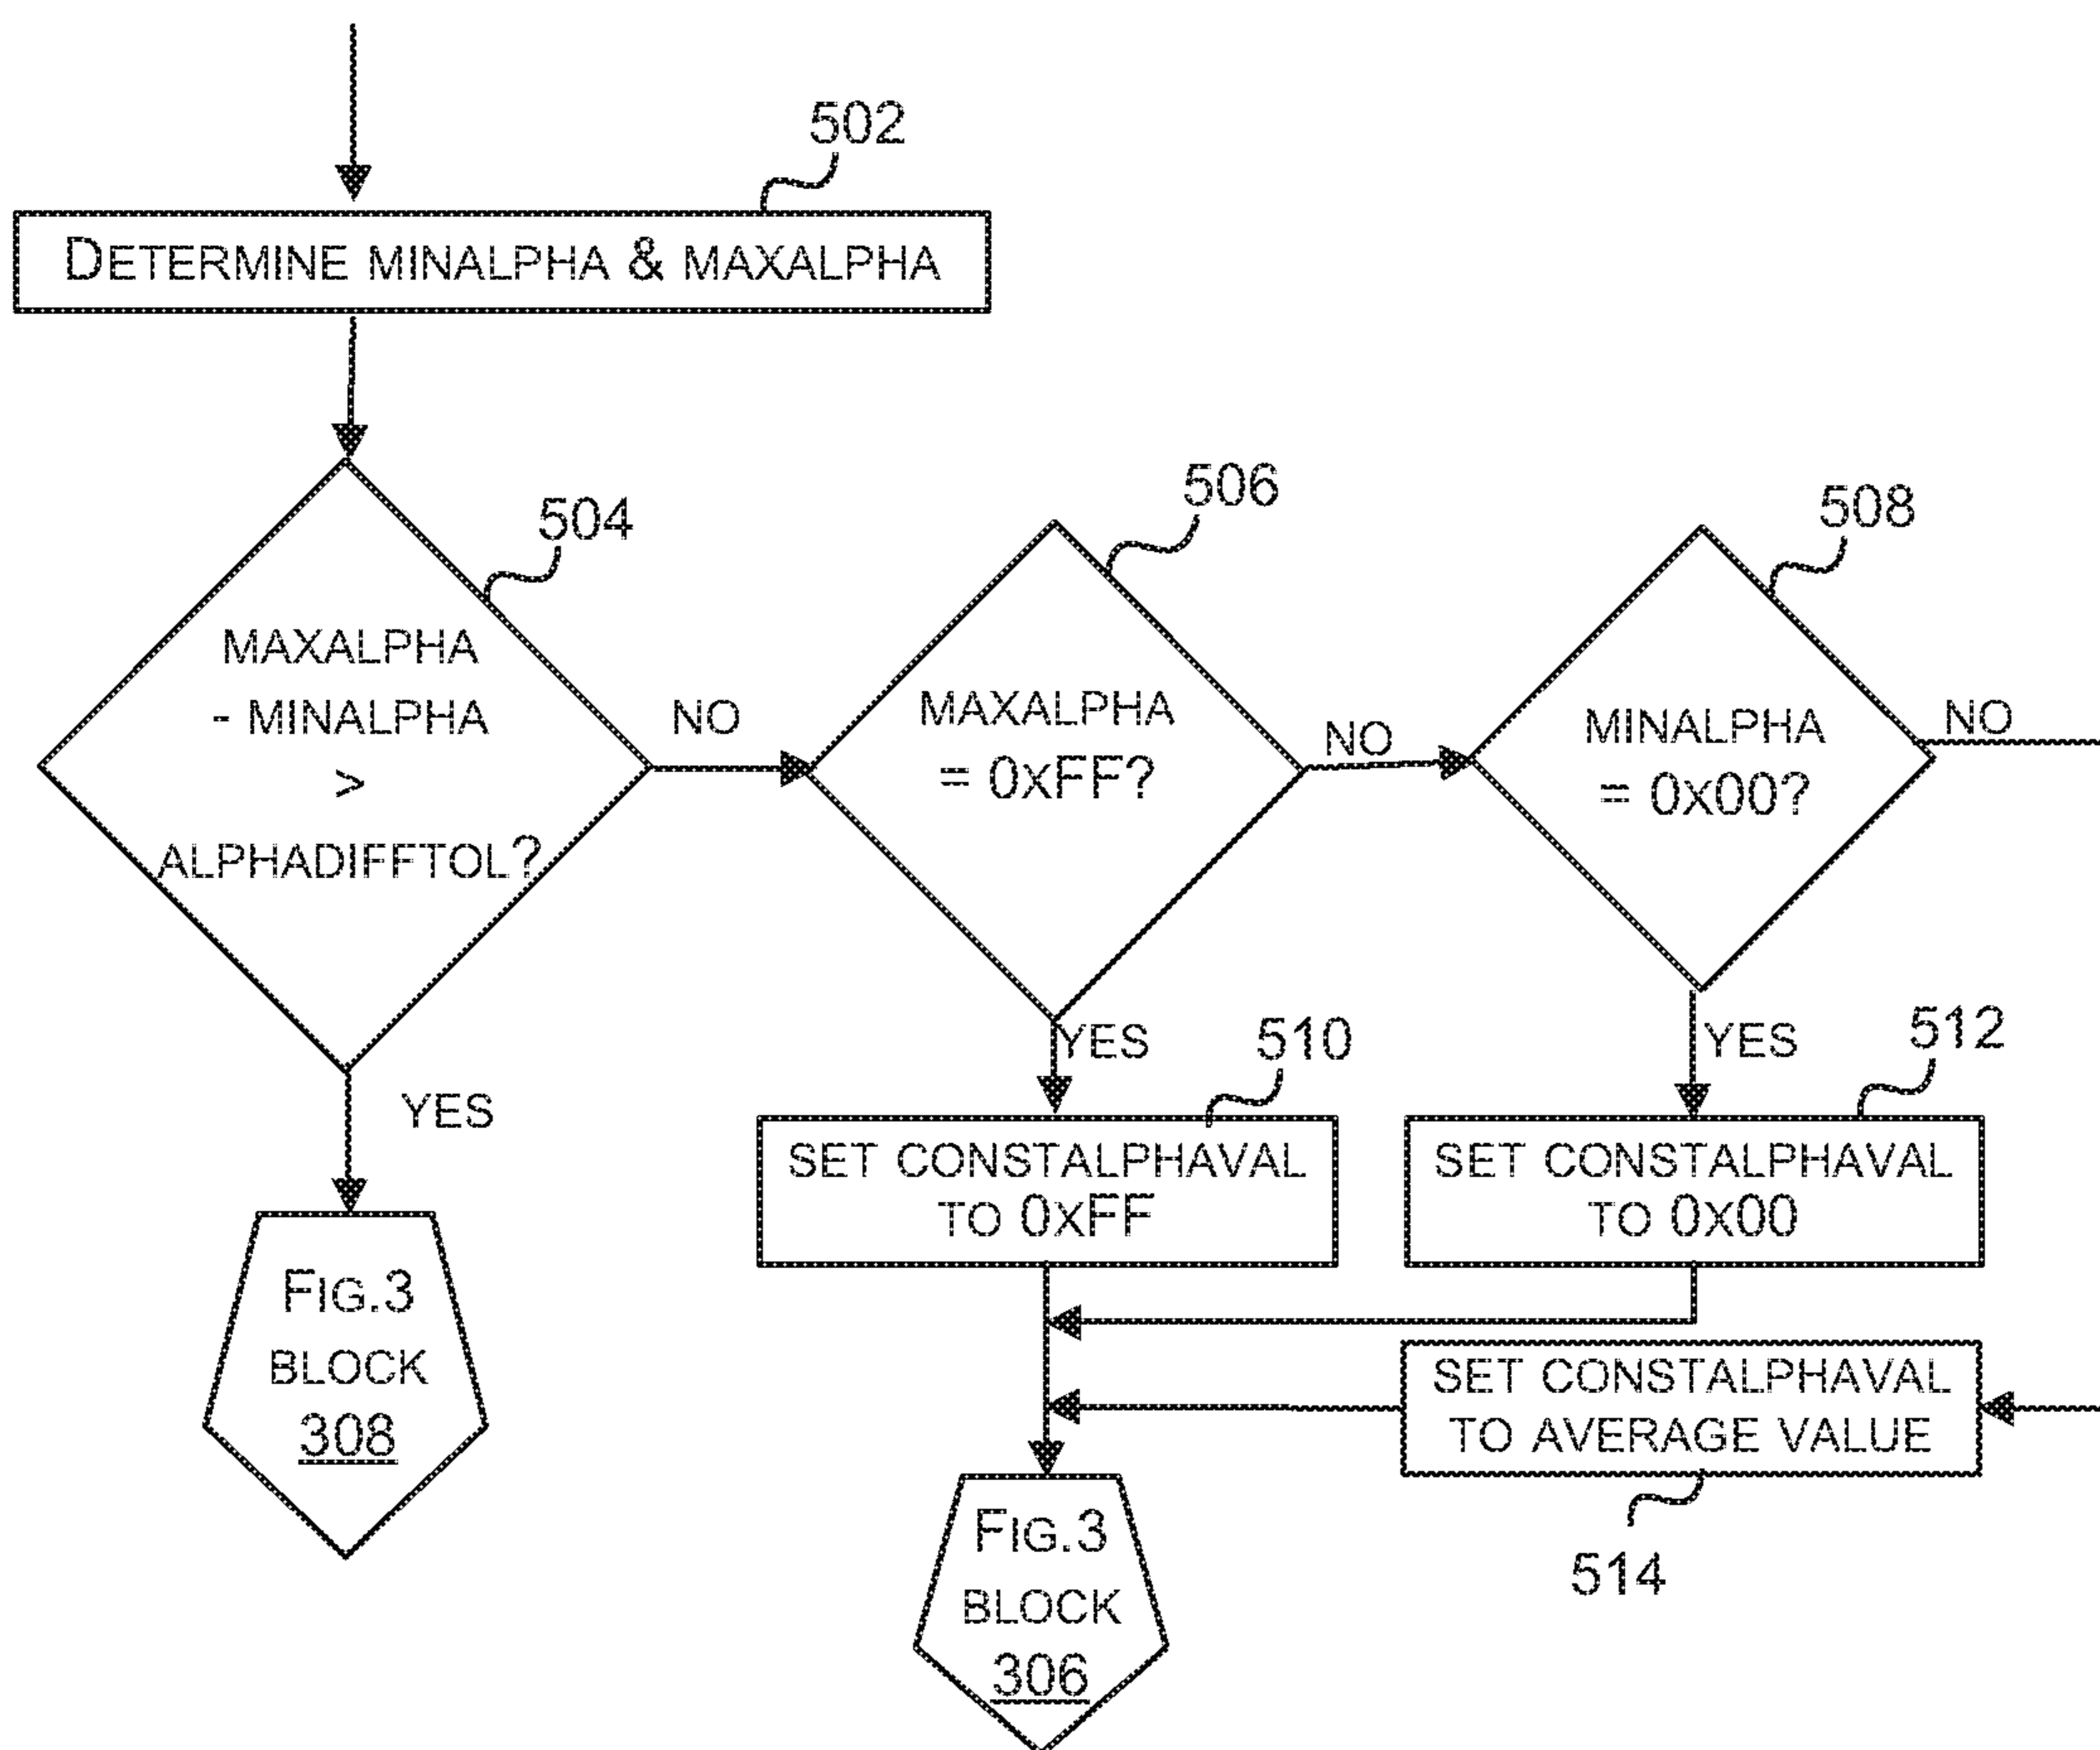 502
DETERMINE MINALPHA & MAXALPHA
504
MAXALPHA
- MINALPHA
>
ALPHADIFFTOL?
NO
YES
FIG.3
BLOCK
308
506
MAXALPHA
= 0XFF?
NO
YES
508
MINALPHA
= 0X00?
NO
YES
510
SET CONSTALPHAVAL
TO 0XFF
512
SET CONSTALPHAVAL
TO 0X00
SET CONSTALPHAVAL
TO AVERAGE VALUE
514
FIG.3
BLOCK
306